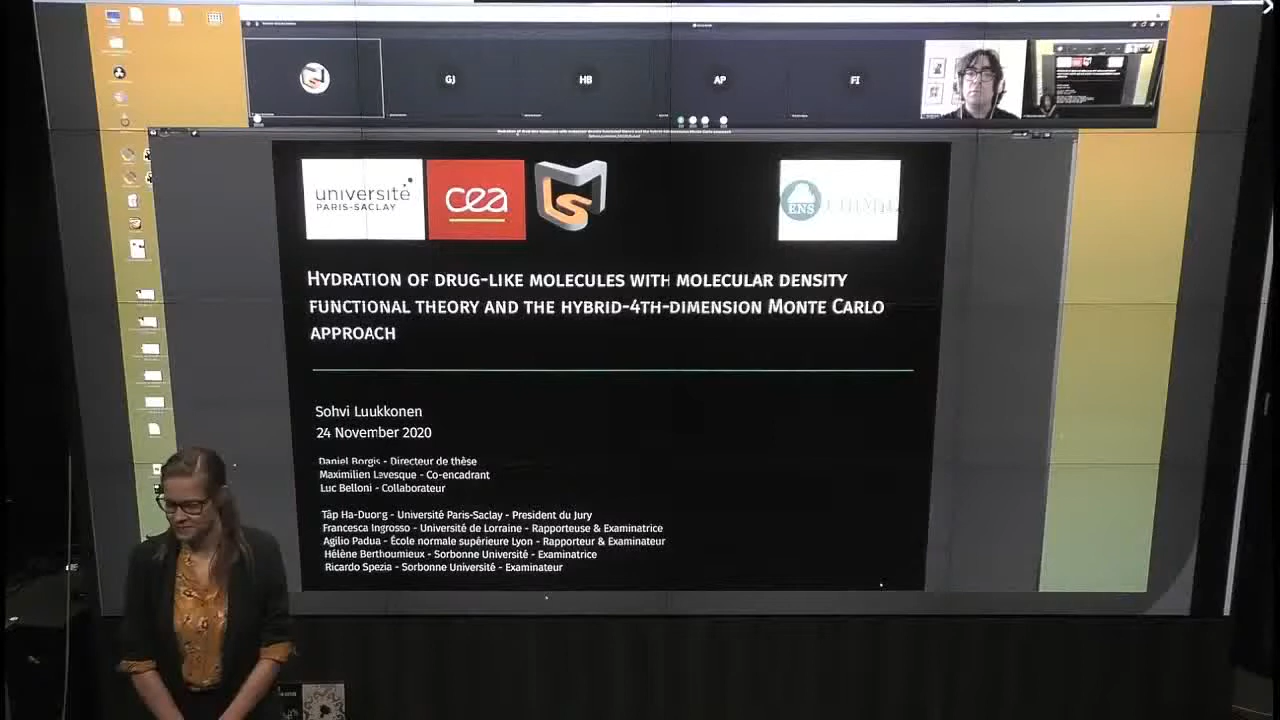 GJ
HB
AP
FI
université
PARIS-SACLAY
cea
LS
ENS
HYDRATION OF DRUG-LIKE MOLECULES WITH MOLECULAR DENSITY
FUNCTIONAL THEORY AND THE HYBRID-4TH-DIMENSION MONTE CARLO
APPROACH
Sohvi Luukkonen
24 November 2020
Daniel Borgis - Directeur de thèse
Maximilien Levesque - Co-encadrant
Luc Belloni - Collaborateur
Tâp Ha-Duong - Université Paris-Saclay - President du Jury
Francesca Ingrosso - Université de Lorraine - Rapporteuse & Examinatrice
Agilio Padua - École normale supérieure Lyon - Rapporteur & Examinateur
Hélène Berthoumieux - Sorbonne Université - Examinatrice
Ricardo Spezia - Sorbonne Université - Examinateur